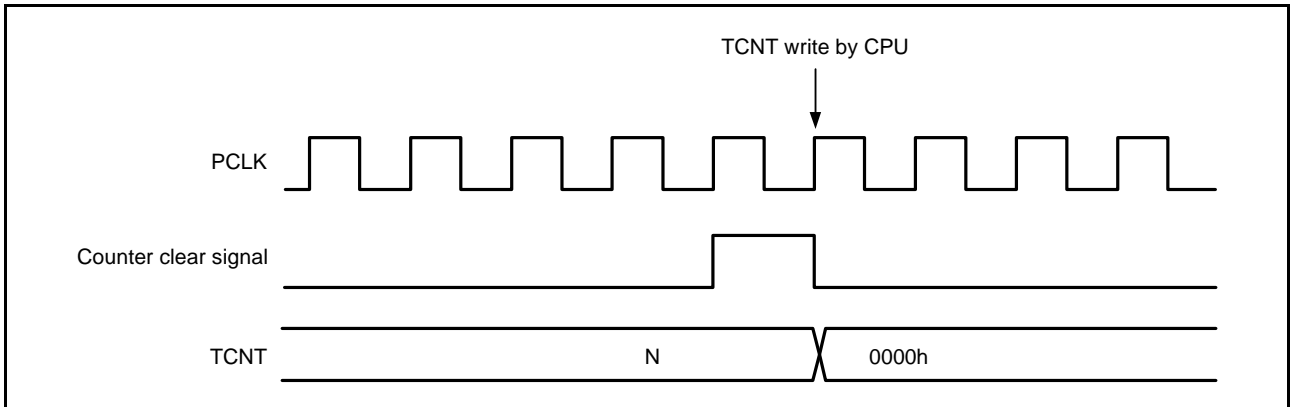 TCNT write by CPU
PCLK
Counter clear signal
TCNT N 0000h